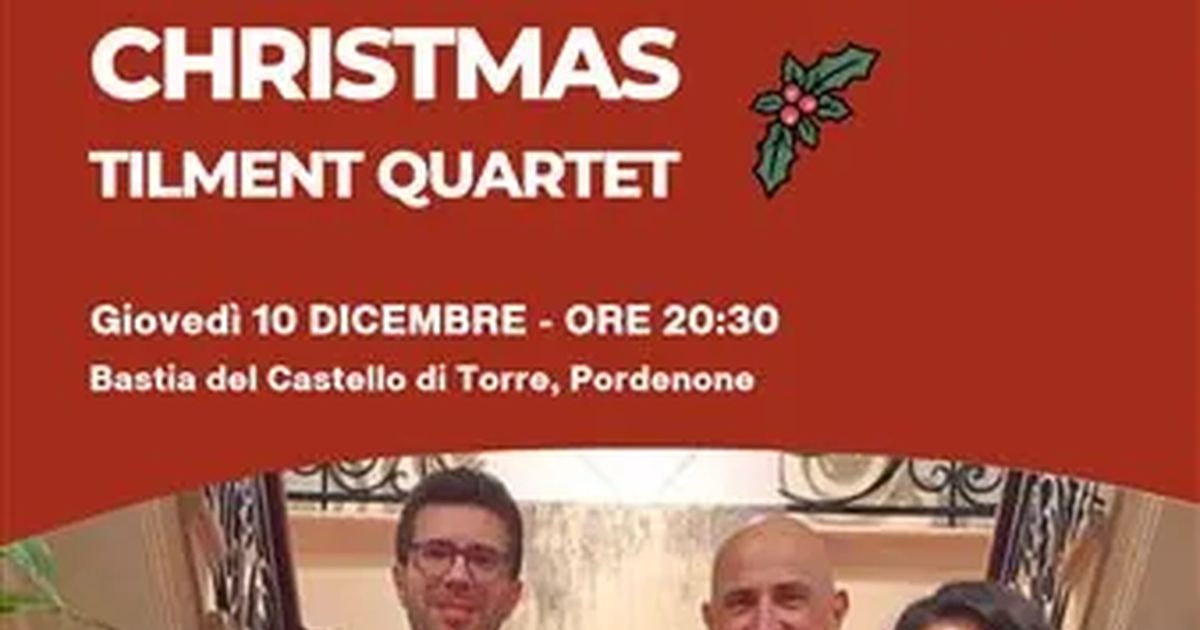 CHRISTMAS
TILMENT QUARTET
Giovedì 10 DICEMBRE - ORE 20:30
Bastia del Castello di Torre, Pordenone